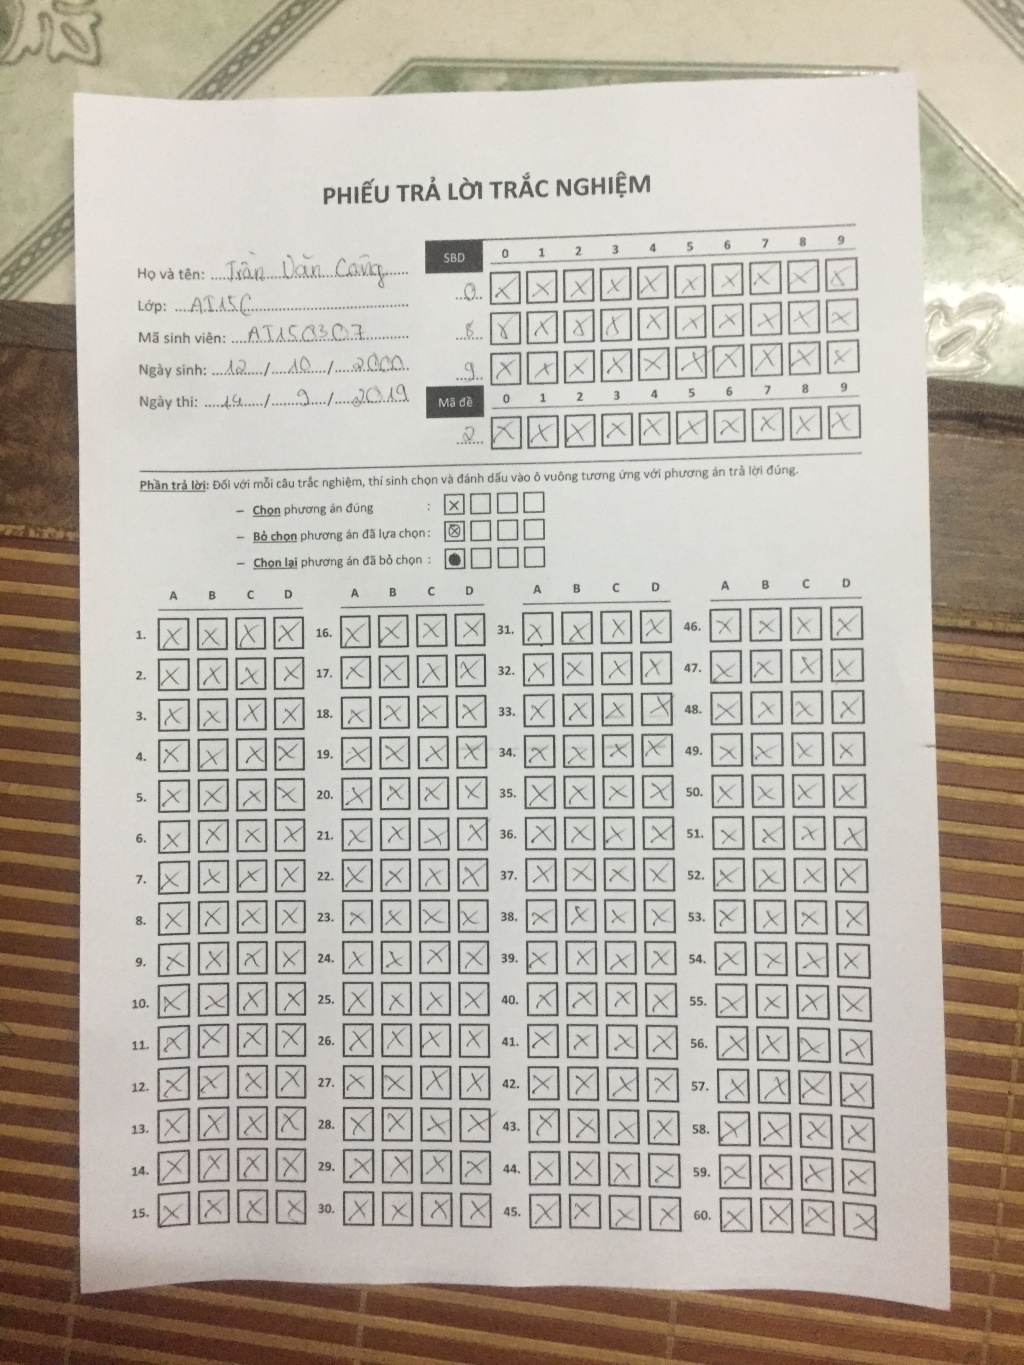 PHIẾU TRẢ LỜI TRẮC NGHIỆM
Họ và tên: Trần Văn Công
Lớp: AT15C
Mã sinh viên: AT150307
Ngày sinh: 12 / 10 / 2000
Ngày thi: 14 / 9 / 2019
SBD 0 1 2 3 4 5 6 7 8 9
0 X X X X X X X X X X
8 X X X X X X X X X X
9 X X X X X X X X X X
Mã đề 0 1 2 3 4 5 6 7 8 9
2 X X X X X X X X X X
Phần trả lời: Đối với mỗi câu trắc nghiệm, thí sinh chọn và đánh dấu vào ô vuông tương ứng với phương án trả lời đúng.
– Chọn phương án đúng : X
– Bỏ chọn phương án đã lựa chọn :
– Chọn lại phương án đã bỏ chọn :
A B C D A B C D A B C D A B C D
1. X X X X 16. X X X X 31. X X X X 46. X X X X
2. X X X X 17. X X X X 32. X X X X 47. X X X X
3. X X X X 18. X X X X 33. X X X X 48. X X X X
4. X X X X 19. X X X X 34. X X X X 49. X X X X
5. X X X X 20. X X X X 35. X X X X 50. X X X X
6. X X X X 21. X X X X 36. X X X X 51. X X X X
7. X X X X 22. X X X X 37. X X X X 52. X X X X
8. X X X X 23. X X X X 38. X X X X 53. X X X X
9. X X X X 24. X X X X 39. X X X X 54. X X X X
10. X X X X 25. X X X X 40. X X X X 55. X X X X
11. X X X X 26. X X X X 41. X X X X 56. X X X X
12. X X X X 27. X X X X 42. X X X X 57. X X X X
13. X X X X 28. X X X X 43. X X X X 58. X X X X
14. X X X X 29. X X X X 44. X X X X 59. X X X X
15. X X X X 30. X X X X 45. X X X X 60. X X X X